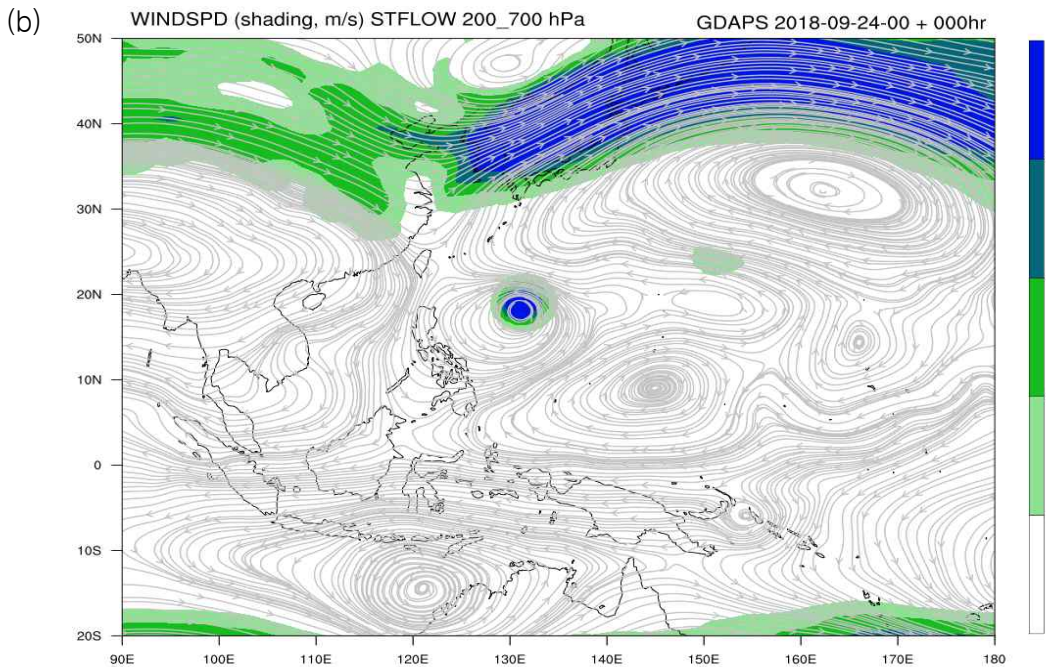 (b)
WINDSPD (shading, m/s) STFLOW 200_700 hPa
GDAPS 2018-09-24-00 + 000hr
50N
40N
30N
20N
10N
0
10S
20S
90E 100E 110E 120E 130E 140E 150E 160E 170E 180